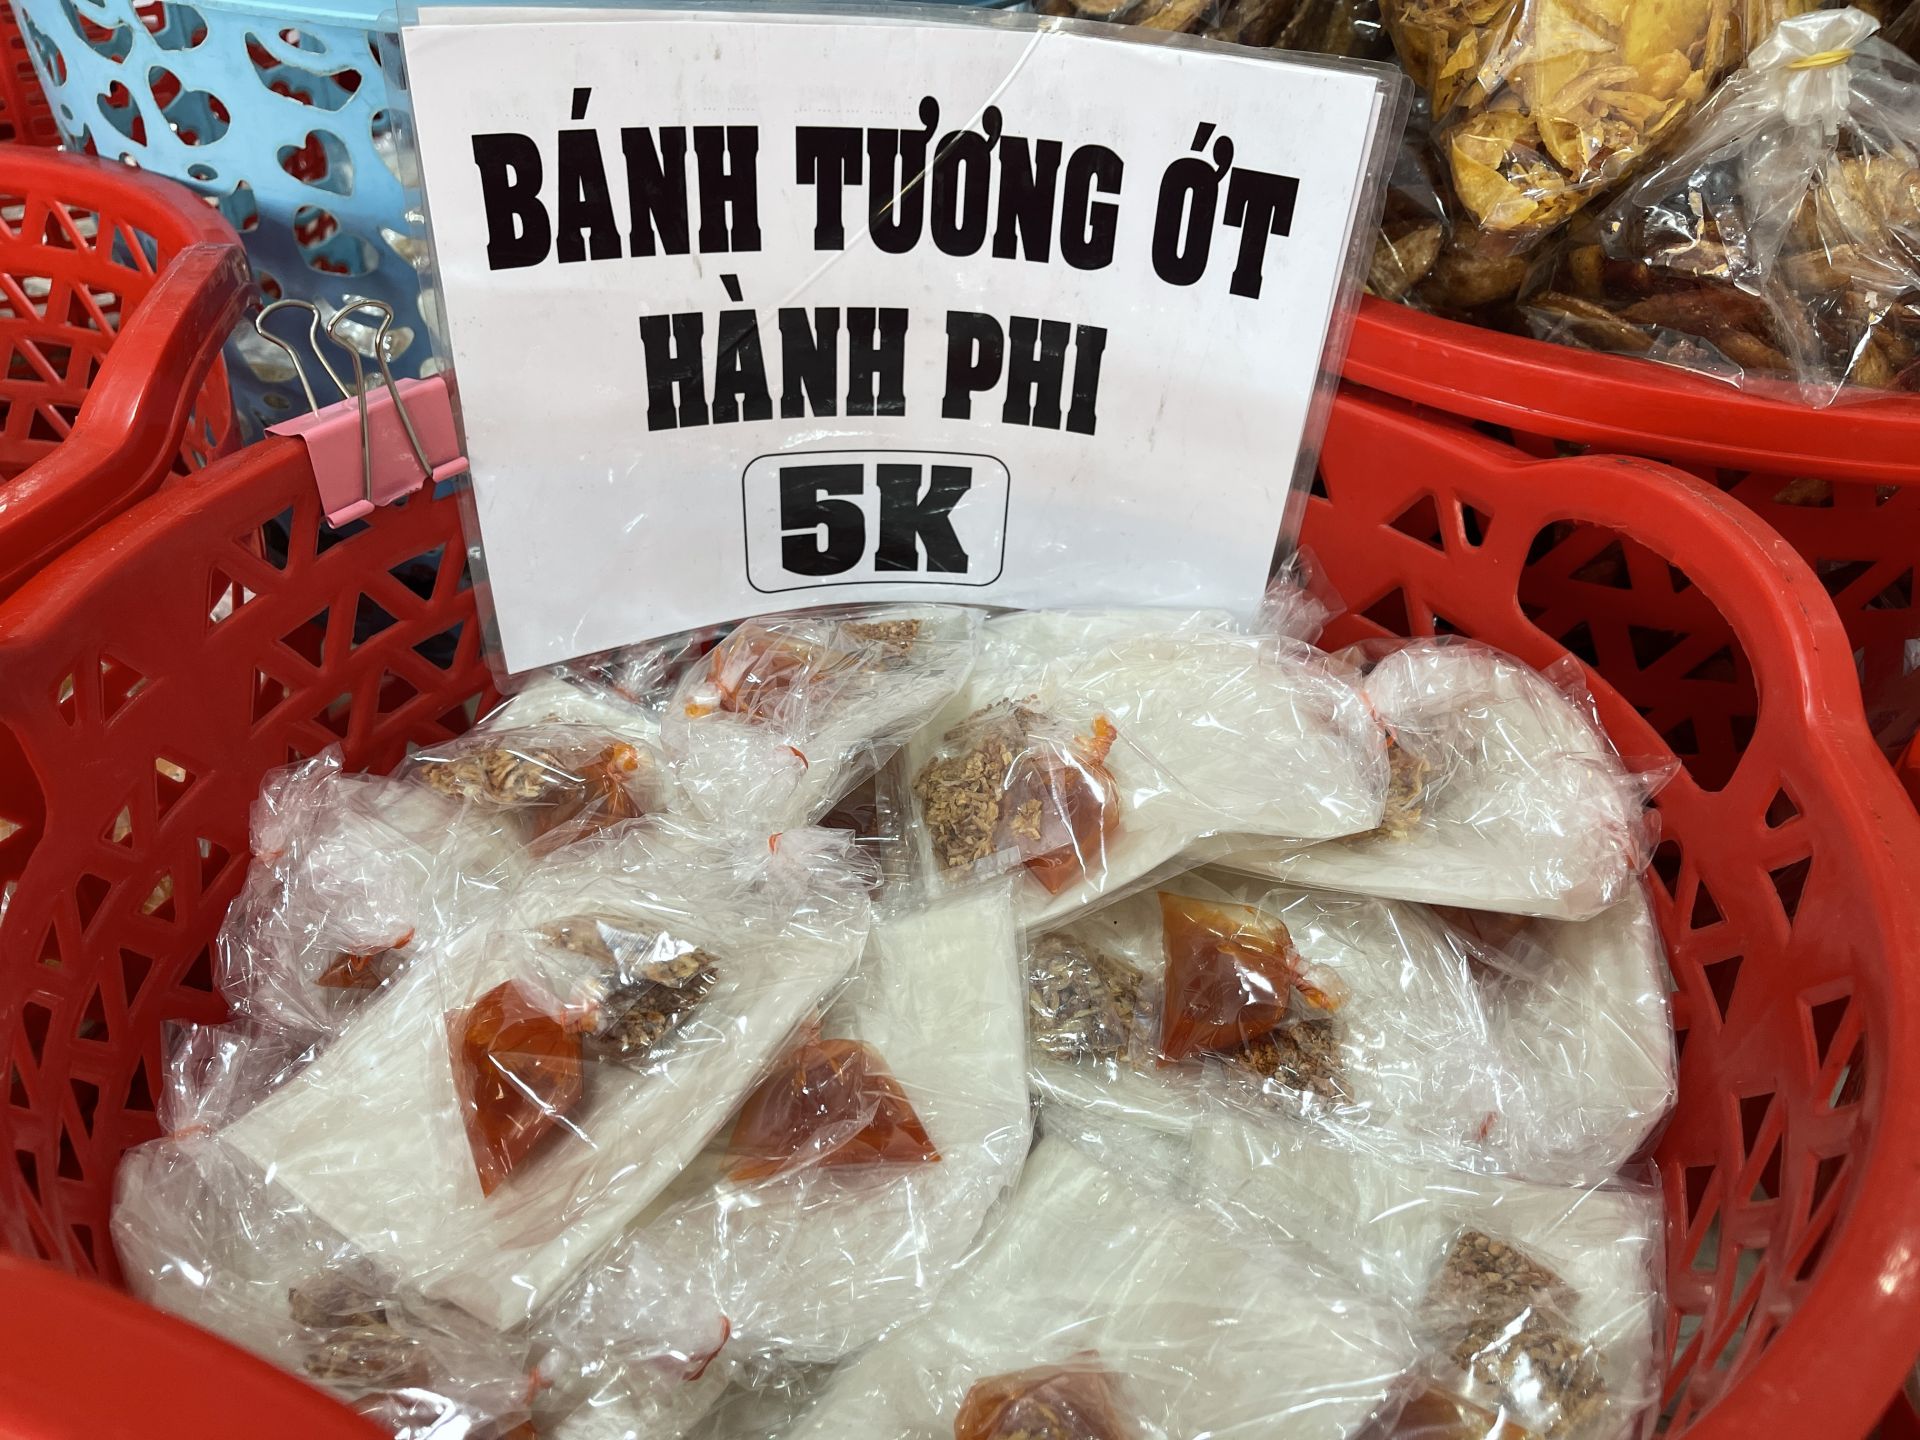 BÁNH TƯƠNG ỚT
HÀNH PHI
5K